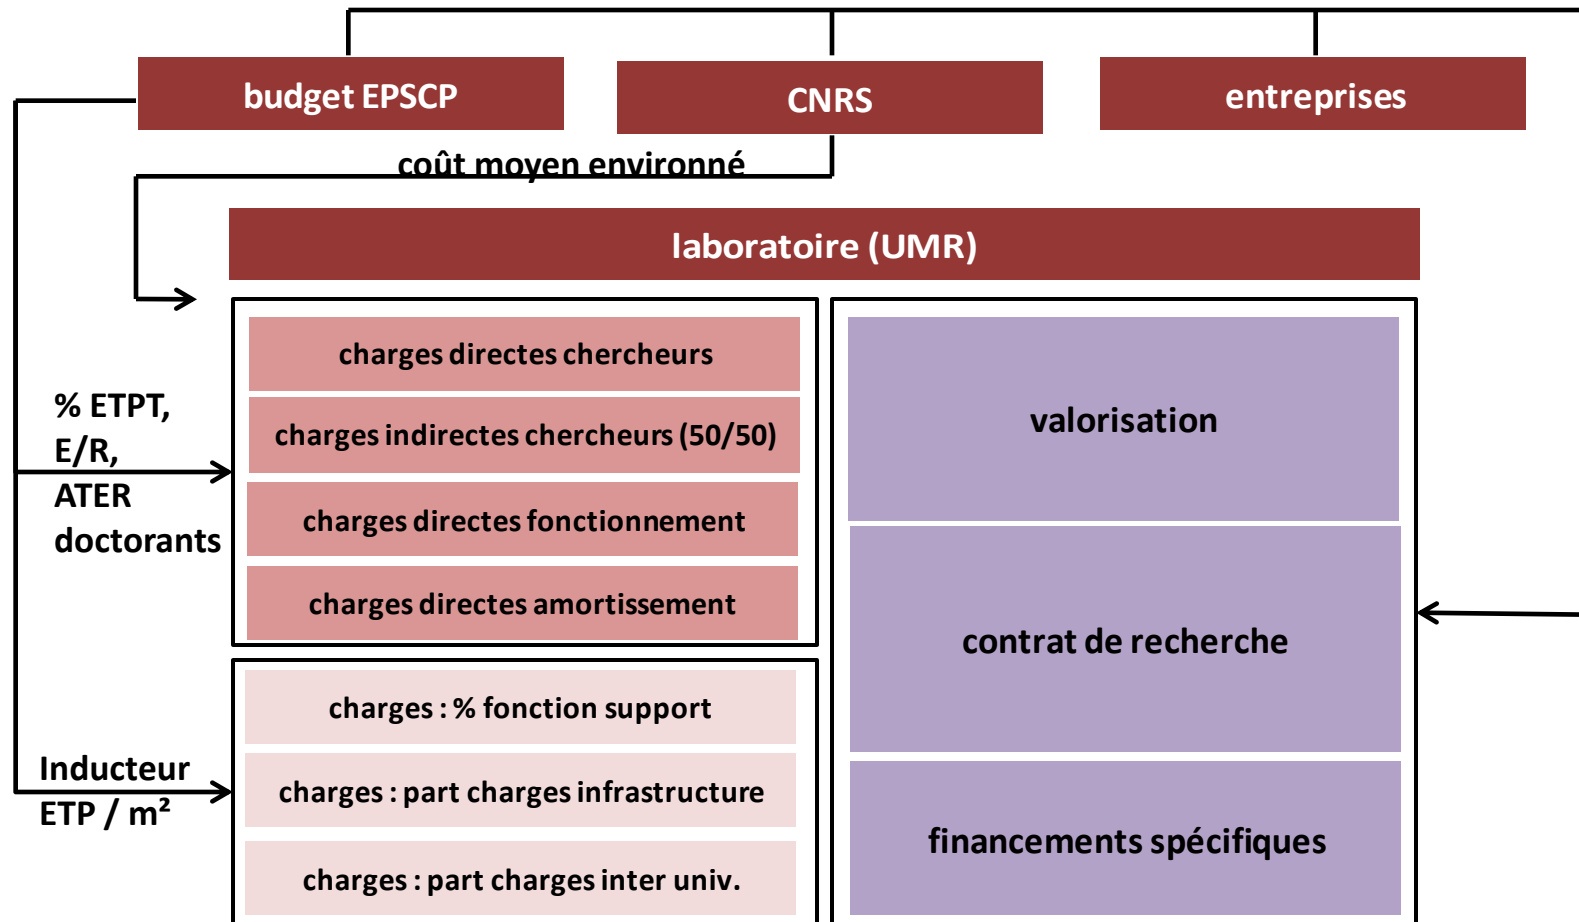 budget EPSCP
CNRS
entreprises
coût moyen environné
laboratoire (UMR)
% ETPT,
E/R,
ATER
doctorants
charges directes chercheurs
charges indirectes chercheurs (50/50)
charges directes fonctionnement
charges directes amortissement
Inducteur
ETP / m²
charges : % fonction support
charges : part charges infrastructure
charges : part charges inter univ.
valorisation
contrat de recherche
financements spécifiques